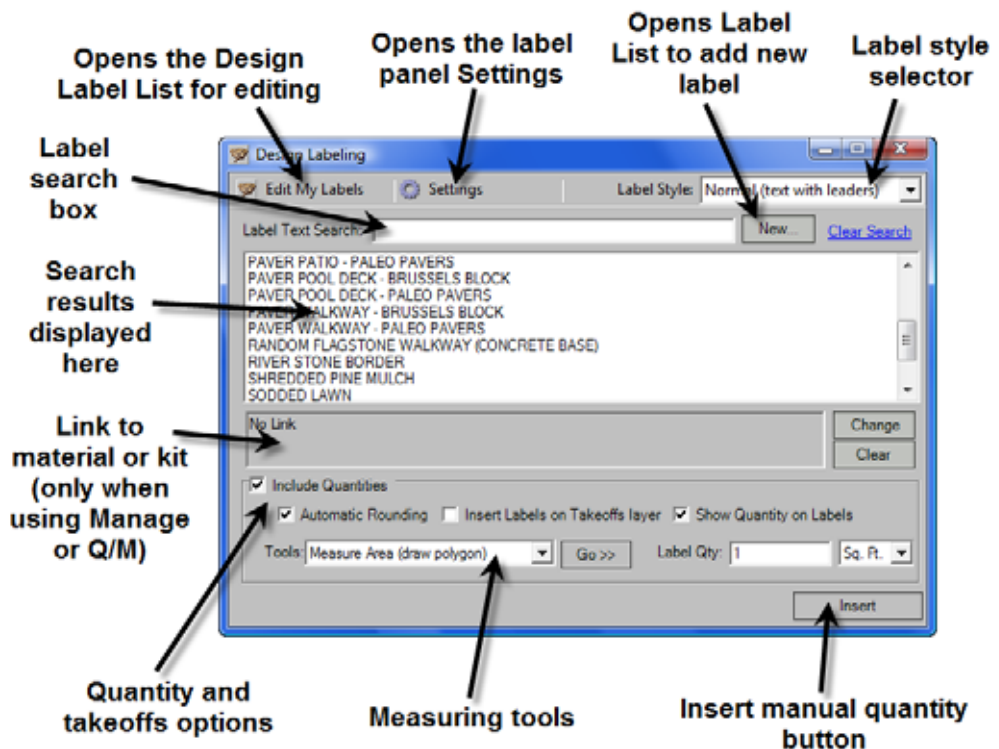 Opens the Design
Label List for editing
Opens the label
panel Settings
Opens Label
List to add new
label
Label style
selector
Label
search
box
Search
results
displayed
here
Link to
material or kit
(only when
using Manage
or Q/M)
Design Labeling
Edit My Labels
Settings
Label Style:
Normal (text with leaders)
Label Text Search:
New...
Clear Search
PAVER PATIO - PALEO PAVERS
PAVER POOL DECK - BRUSSELS BLOCK
PAVER POOL DECK - PALEO PAVERS
PAVER WALKWAY - BRUSSELS BLOCK
PAVER WALKWAY - PALEO PAVERS
RANDOM FLAGSTONE WALKWAY (CONCRETE BASE)
RIVER STONE BORDER
SHREDDED PINE MULCH
SODDED LAWN
No Link
Change
Clear
Include Quantities
Automatic Rounding
Insert Labels on Takeoffs layer
Show Quantity on Labels
Tools:
Measure Area (draw polygon)
Go >>
Label Qty:
1
Sq. Ft.
Insert
Quantity and
takeoffs options
Measuring tools
Insert manual quantity
button